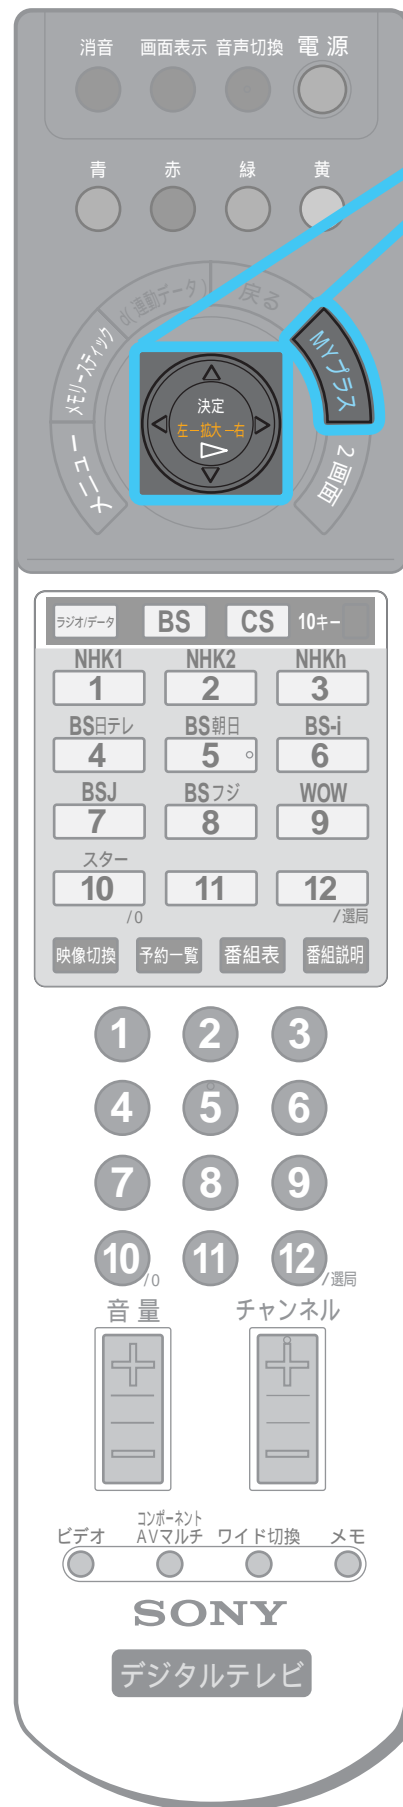 消音 画面表示 音声切換 電源
青 赤 緑 黄
メモリースティック
d(連動データ)
戻る
MYプラス
メニュー
2画面
決定
左－拡大－右
ラジオ/データ BS CS 10キー
NHK1 NHK2 NHKh
1 2 3
BS日テレ BS朝日 BS-i
4 5 6
BSJ BSフジ WOW
7 8 9
スター
10 11 12
/0 /選局
映像切換 予約一覧 番組表 番組説明
1 2 3
4 5 6
7 8 9
10/0 11 12/選局
音量 チャンネル
＋ ＋
－ －
ビデオ コンポーネント AVマルチ ワイド切換 メモ
SONY
デジタルテレビ